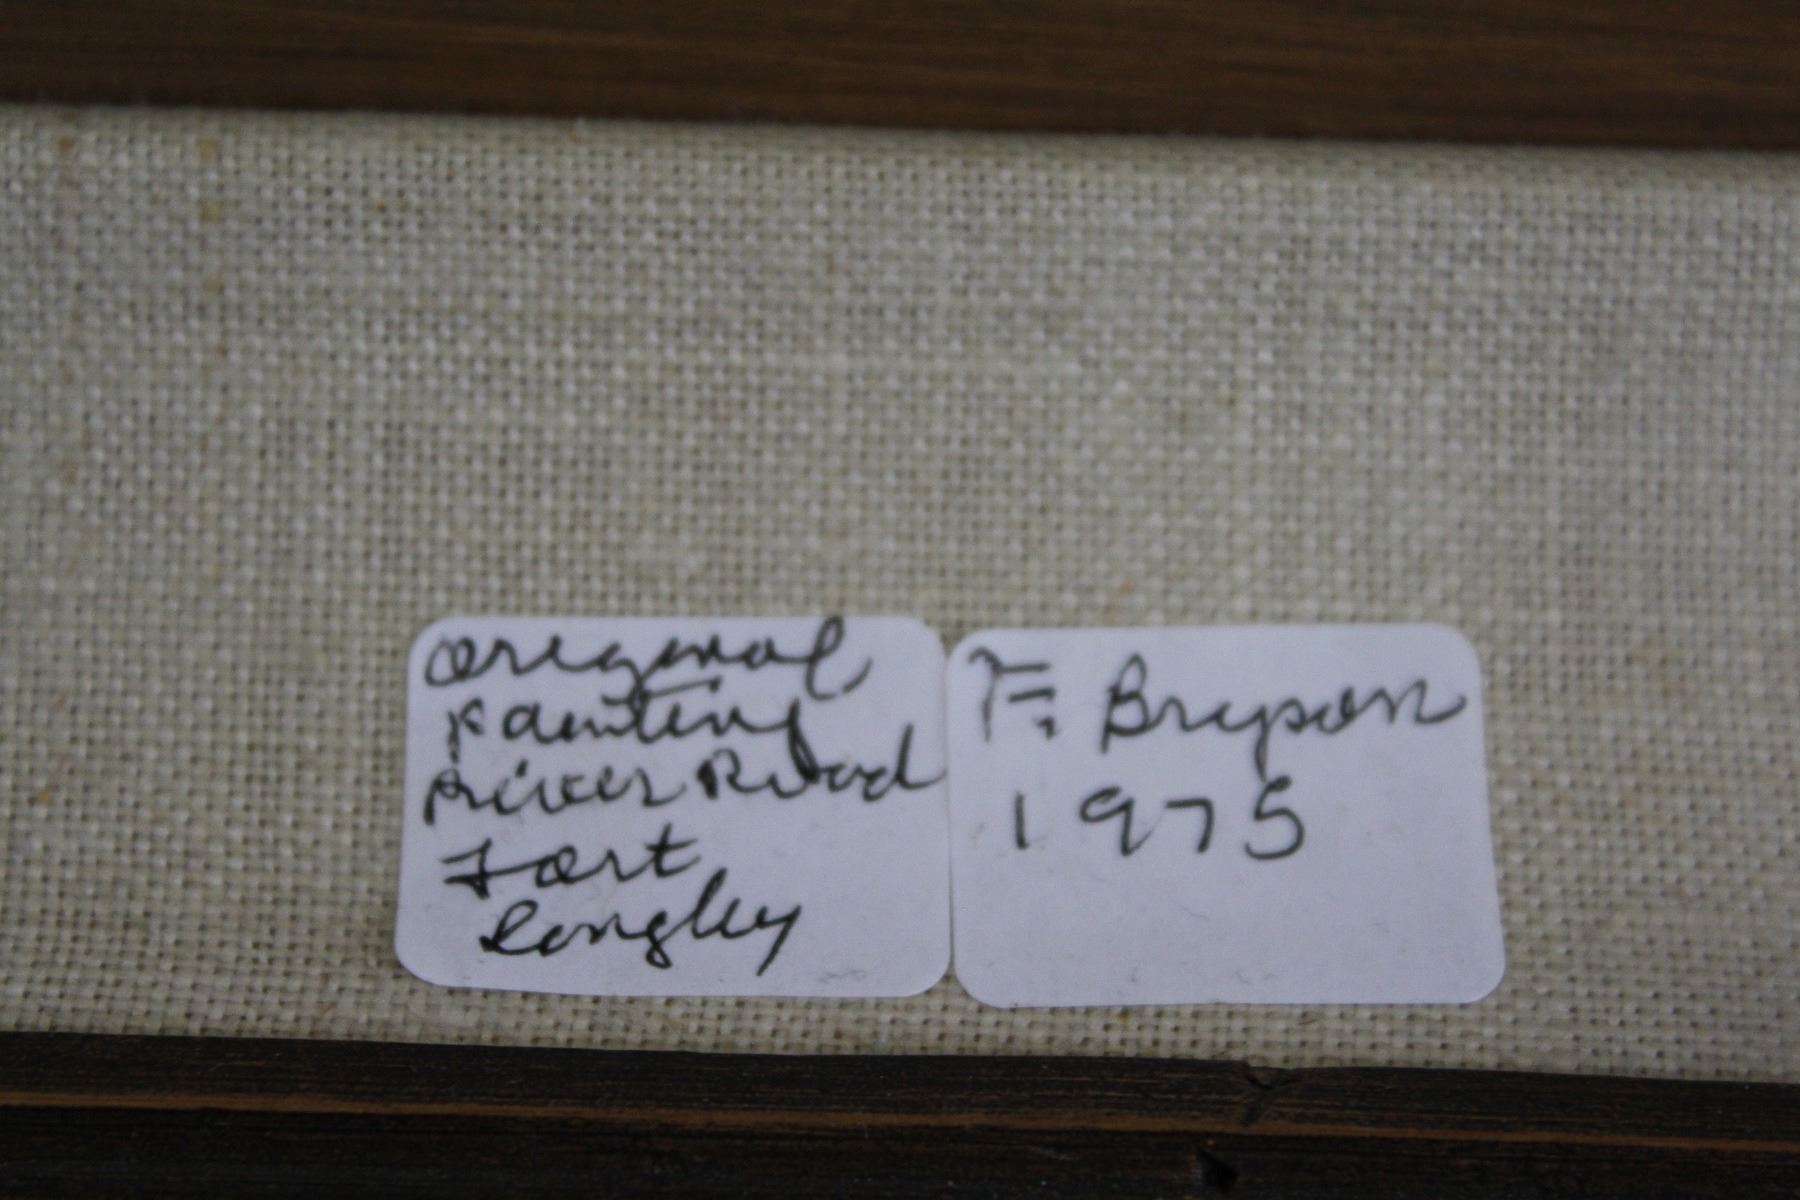 original
painting
River Road
Fort
Langley
F. Bryson
1975